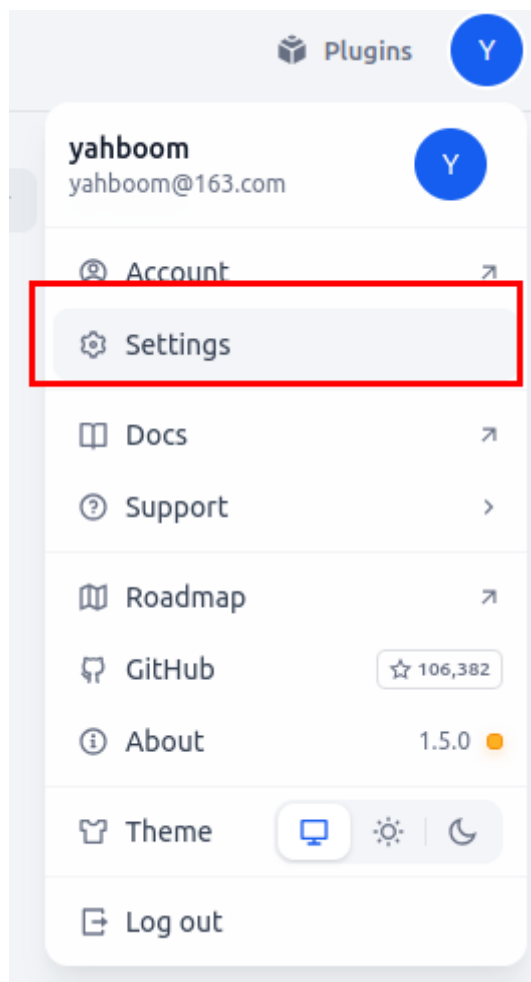 Plugins
Y
yahboom
yahboom@163.com
Y
Account
Settings
Docs
Support
Roadmap
GitHub
106,382
About
1.5.0
Theme
Log out